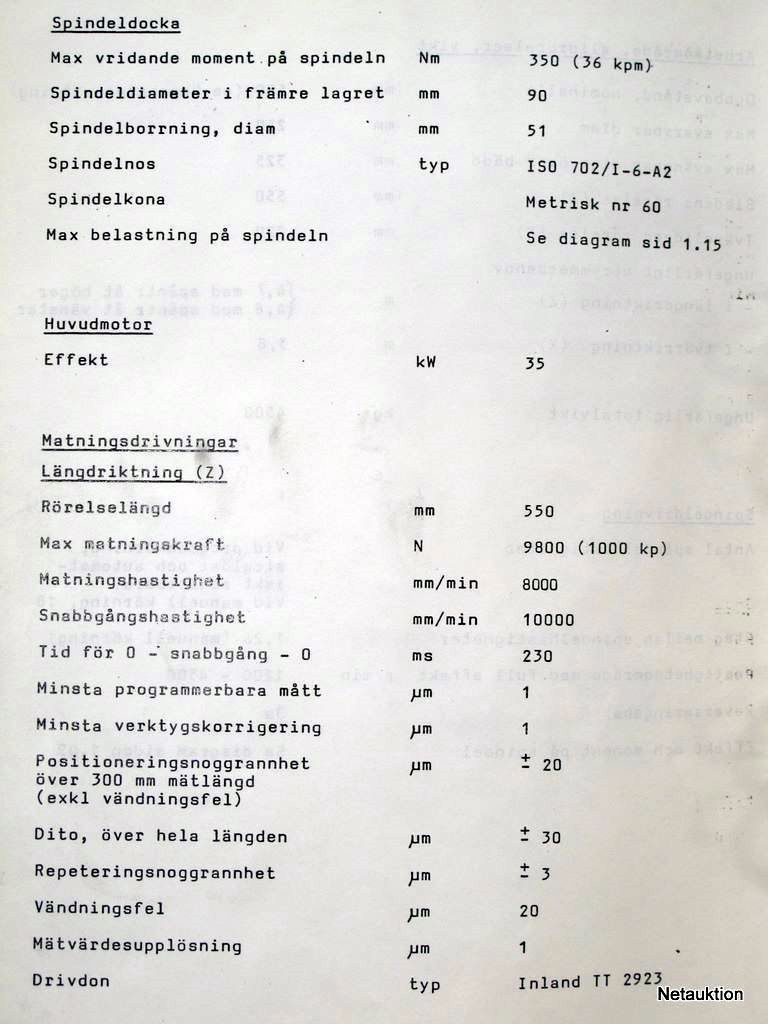 Spindeldocka
Max vridande moment på spindeln Nm 350 (36 kpm)
Spindeldiameter i främre lagret mm 90
Spindelborrning, diam mm 51
Spindelnos typ ISO 702/I-6-A2
Spindelkona Metrisk nr 60
Max belastning på spindeln Se diagram sid 1.15
Huvudmotor
Effekt kW 35
Matningsdrivningar
Längdriktning (Z)
Rörelselängd mm 550
Max matningskraft N 9800 (1000 kp)
Matningshastighet mm/min 8000
Snabbgångshastighet mm/min 10000
Tid för 0 - snabbgång - 0 ms 230
Minsta programmerbara mått µm 1
Minsta verktygskorrigering µm 1
Positioneringsnoggrannhet µm ± 20
över 300 mm mätlängd
(exkl vändningsfel)
Dito, över hela längden µm ± 30
Repeteringsnoggrannhet µm ± 3
Vändningsfel µm 20
Mätvärdesupplösning µm 1
Drivdon typ Inland TT 2923
Netauktion